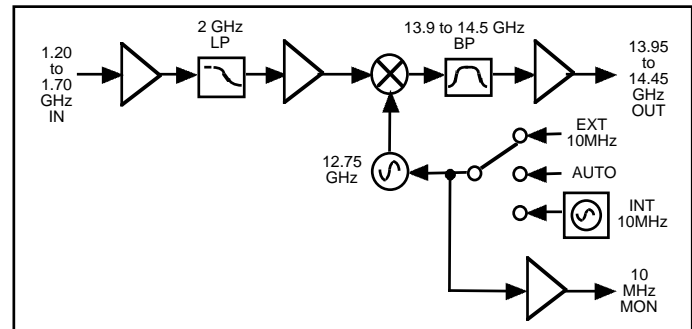 1.20
to
1.70
GHz
IN
2 GHz
LP
13.9 to 14.5 GHz
BP
13.95
to
14.45
GHz
OUT
12.75
GHz
EXT
10MHz
AUTO
INT
10MHz
10
MHz
MON